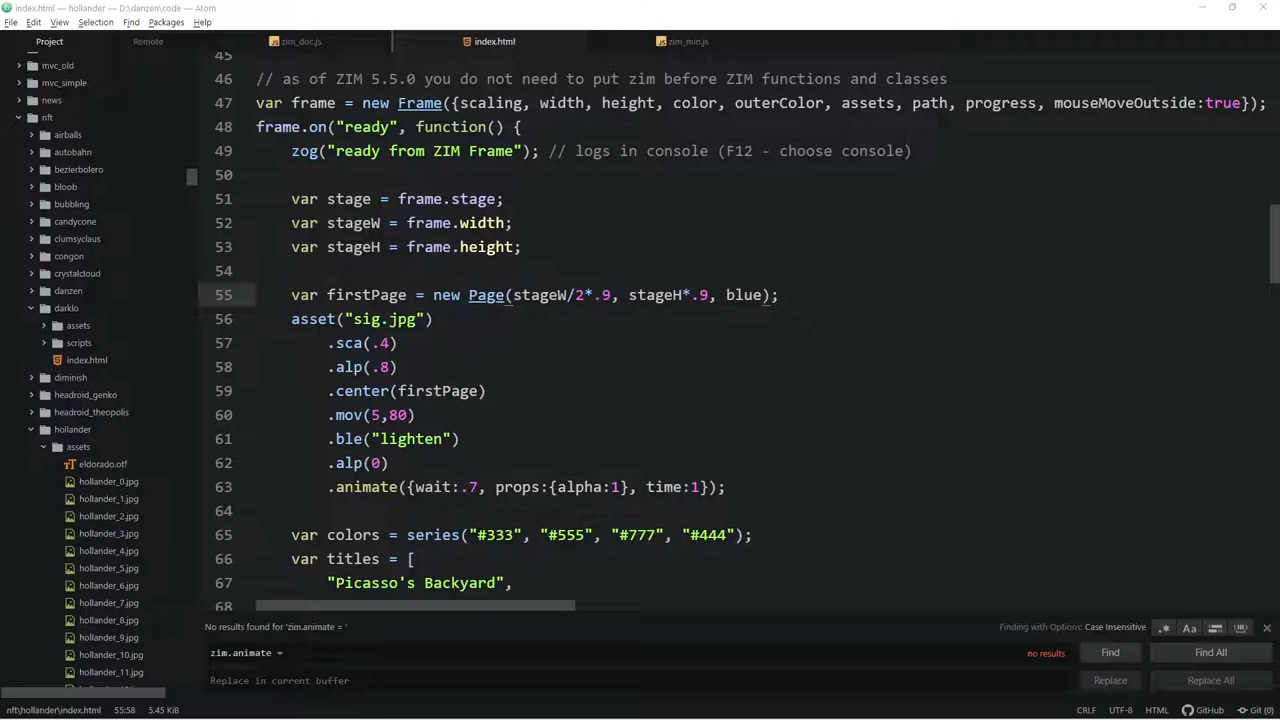 index.html — hollander — D:\danzen\code — Atom
File Edit View Selection Find Packages Help
Project Remote zim_doc.js index.html zim_min.js
mvc_old
mvc_simple
news
nft
airballs
autobahn
bezierbolero
bloob
bubbling
candycone
clumsyclaus
congon
crystalcloud
danzen
darklo
assets
scripts
index.html
diminish
headroid_genko
headroid_theopolis
hollander
assets
eldorado.otf
hollander_0.jpg
hollander_1.jpg
hollander_2.jpg
hollander_3.jpg
hollander_4.jpg
hollander_5.jpg
hollander_6.jpg
hollander_7.jpg
hollander_8.jpg
hollander_9.jpg
hollander_10.jpg
hollander_11.jpg
45
46 // as of ZIM 5.5.0 you do not need to put zim before ZIM functions and classes
47 var frame = new Frame({scaling, width, height, color, outerColor, assets, path, progress, mouseMoveOutside:true});
48 frame.on("ready", function() {
49 zog("ready from ZIM Frame"); // logs in console (F12 - choose console)
50
51 var stage = frame.stage;
52 var stageW = frame.width;
53 var stageH = frame.height;
54
55 var firstPage = new Page(stageW/2*.9, stageH*.9, blue);
56 asset("sig.jpg")
57 .sca(.4)
58 .alp(.8)
59 .center(firstPage)
60 .mov(5,80)
61 .ble("lighten")
62 .alp(0)
63 .animate({wait:.7, props:{alpha:1}, time:1});
64
65 var colors = series("#333", "#555", "#777", "#444");
66 var titles = [
67 "Picasso's Backyard",
68
No results found for 'zim.animate = ' Finding with Options: Case Insensitive .* Aa
zim.animate = no results Find Find All
Replace in current buffer Replace Replace All
nft\hollander\index.html 55:58 5.45 KiB CRLF UTF-8 HTML GitHub Git (0)